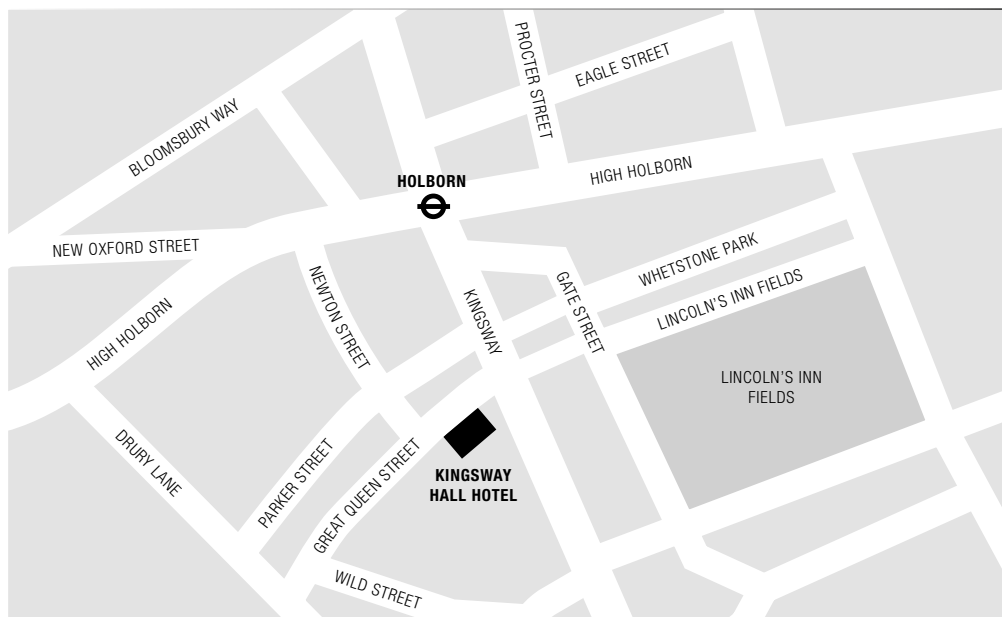 PROCTER STREET
EAGLE STREET
BLOOMSBURY WAY
HIGH HOLBORN
HOLBORN
NEW OXFORD STREET
WHETSTONE PARK
NEWTON STREET
GATE STREET
LINCOLN'S INN FIELDS
KINGSWAY
HIGH HOLBORN
LINCOLN'S INN
FIELDS
DRURY LANE
PARKER STREET
GREAT QUEEN STREET
KINGSWAY
HALL HOTEL
WILD STREET